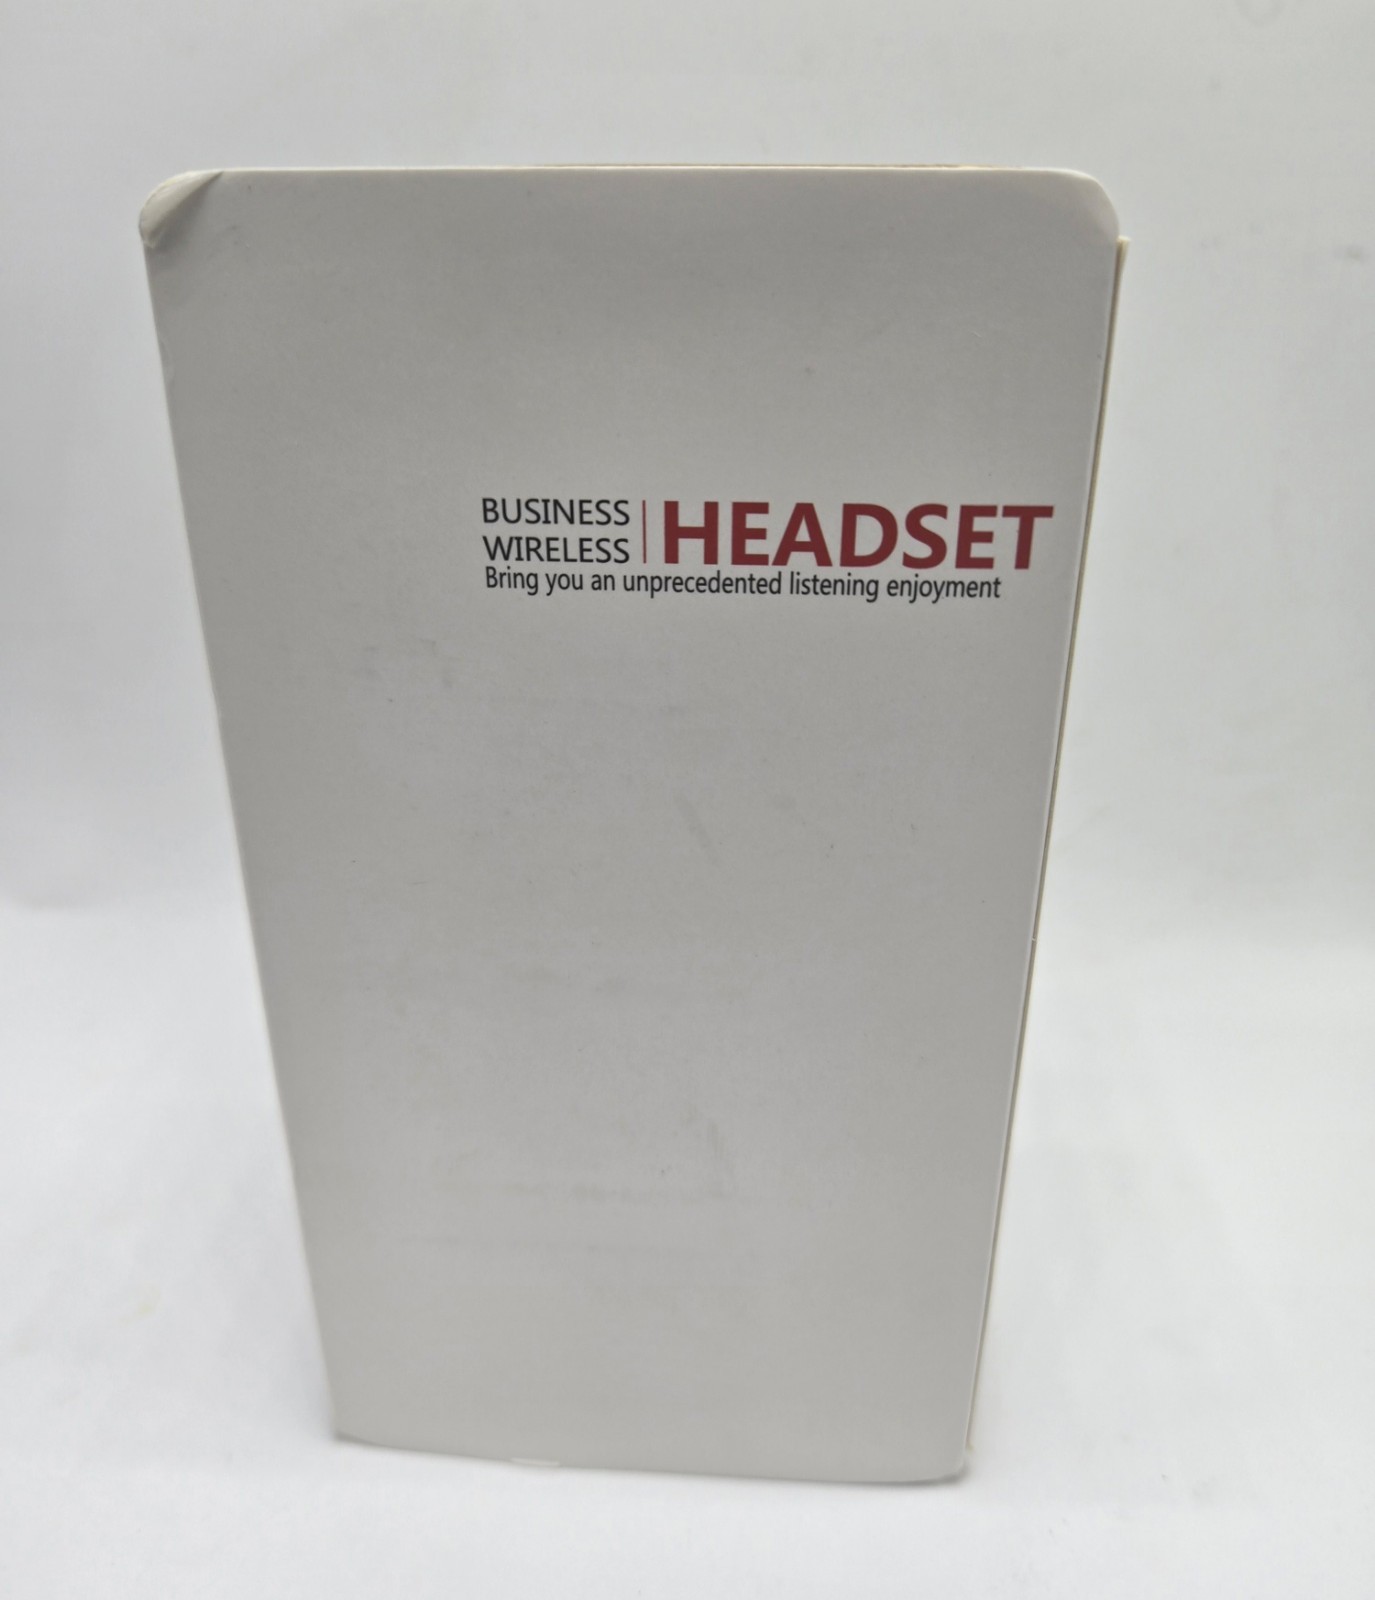 BUSINESS
WIRELESS
HEADSET
Bring you an unprecedented listening enjoyment